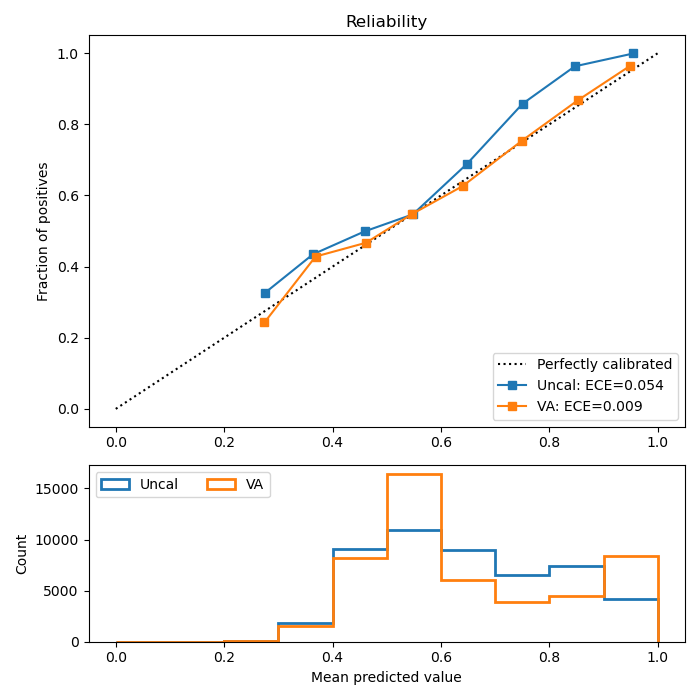 Reliability
1.0
0.8
0.6
0.4
0.2
0.0
Fraction of positives
Perfectly calibrated
Uncal: ECE=0.054
VA: ECE=0.009
0.0 0.2 0.4 0.6 0.8 1.0
Uncal VA
15000
10000
5000
0
Count
0.0 0.2 0.4 0.6 0.8 1.0
Mean predicted value